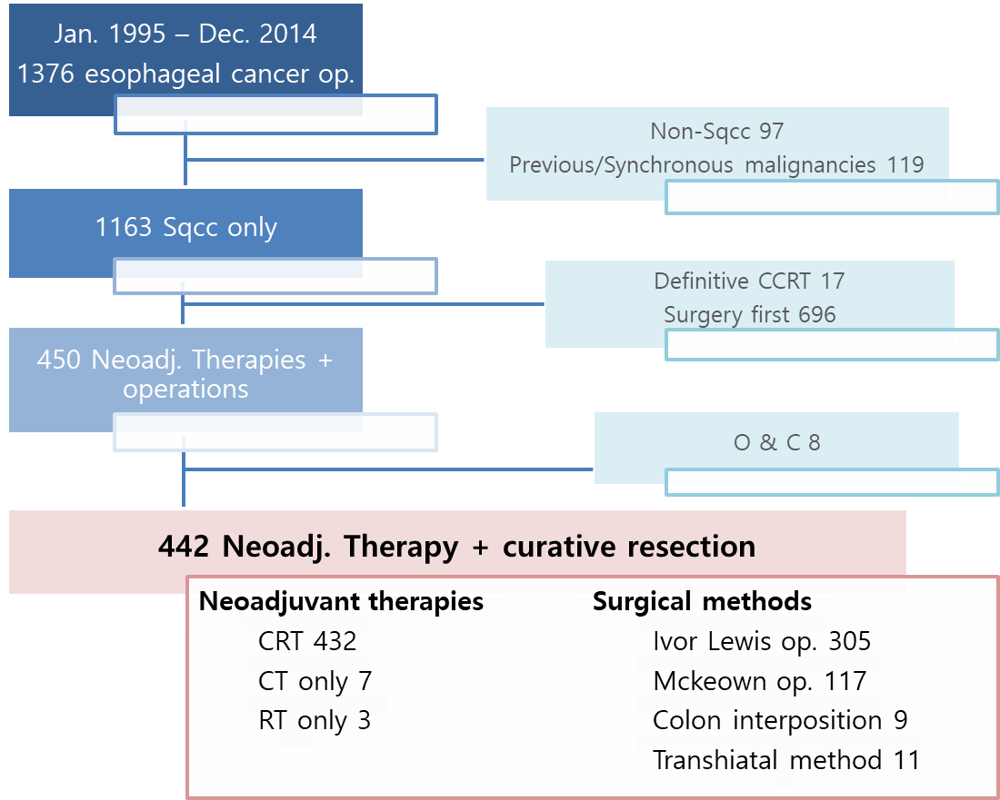 Jan. 1995 – Dec. 2014
1376 esophageal cancer op.
Non-Sqcc 97
Previous/Synchronous malignancies 119
1163 Sqcc only
Definitive CCRT 17
Surgery first 696
450 Neoadj. Therapies +
operations
O & C 8
442 Neoadj. Therapy + curative resection
Neoadjuvant therapies
CRT 432
CT only 7
RT only 3
Surgical methods
Ivor Lewis op. 305
Mckeown op. 117
Colon interposition 9
Transhiatal method 11